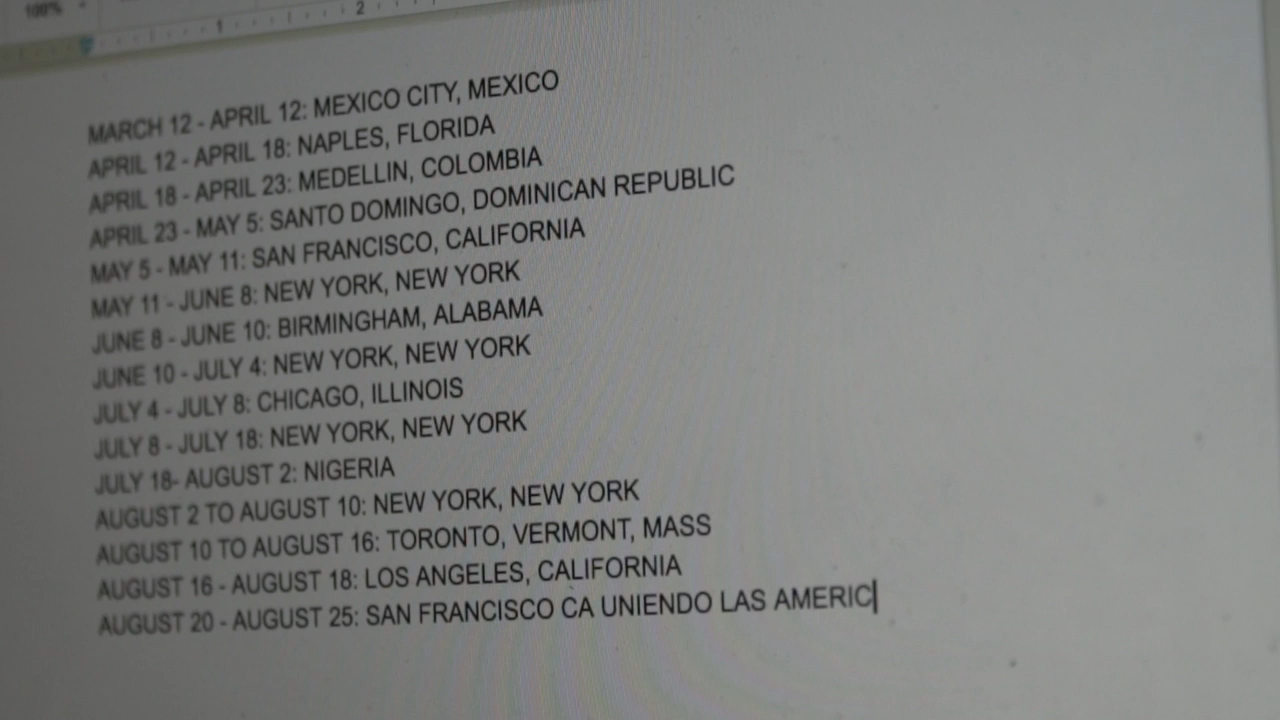 100%
1 2
MARCH 12 - APRIL 12: MEXICO CITY, MEXICO
APRIL 12 - APRIL 18: NAPLES, FLORIDA
APRIL 18 - APRIL 23: MEDELLIN, COLOMBIA
APRIL 23 - MAY 5: SANTO DOMINGO, DOMINICAN REPUBLIC
MAY 5 - MAY 11: SAN FRANCISCO, CALIFORNIA
MAY 11 - JUNE 8: NEW YORK, NEW YORK
JUNE 8 - JUNE 10: BIRMINGHAM, ALABAMA
JUNE 10 - JULY 4: NEW YORK, NEW YORK
JULY 4 - JULY 8: CHICAGO, ILLINOIS
JULY 8 - JULY 18: NEW YORK, NEW YORK
JULY 18- AUGUST 2: NIGERIA
AUGUST 2 TO AUGUST 10: NEW YORK, NEW YORK
AUGUST 10 TO AUGUST 16: TORONTO, VERMONT, MASS
AUGUST 16 - AUGUST 18: LOS ANGELES, CALIFORNIA
AUGUST 20 - AUGUST 25: SAN FRANCISCO CA UNIENDO LAS AMERIC